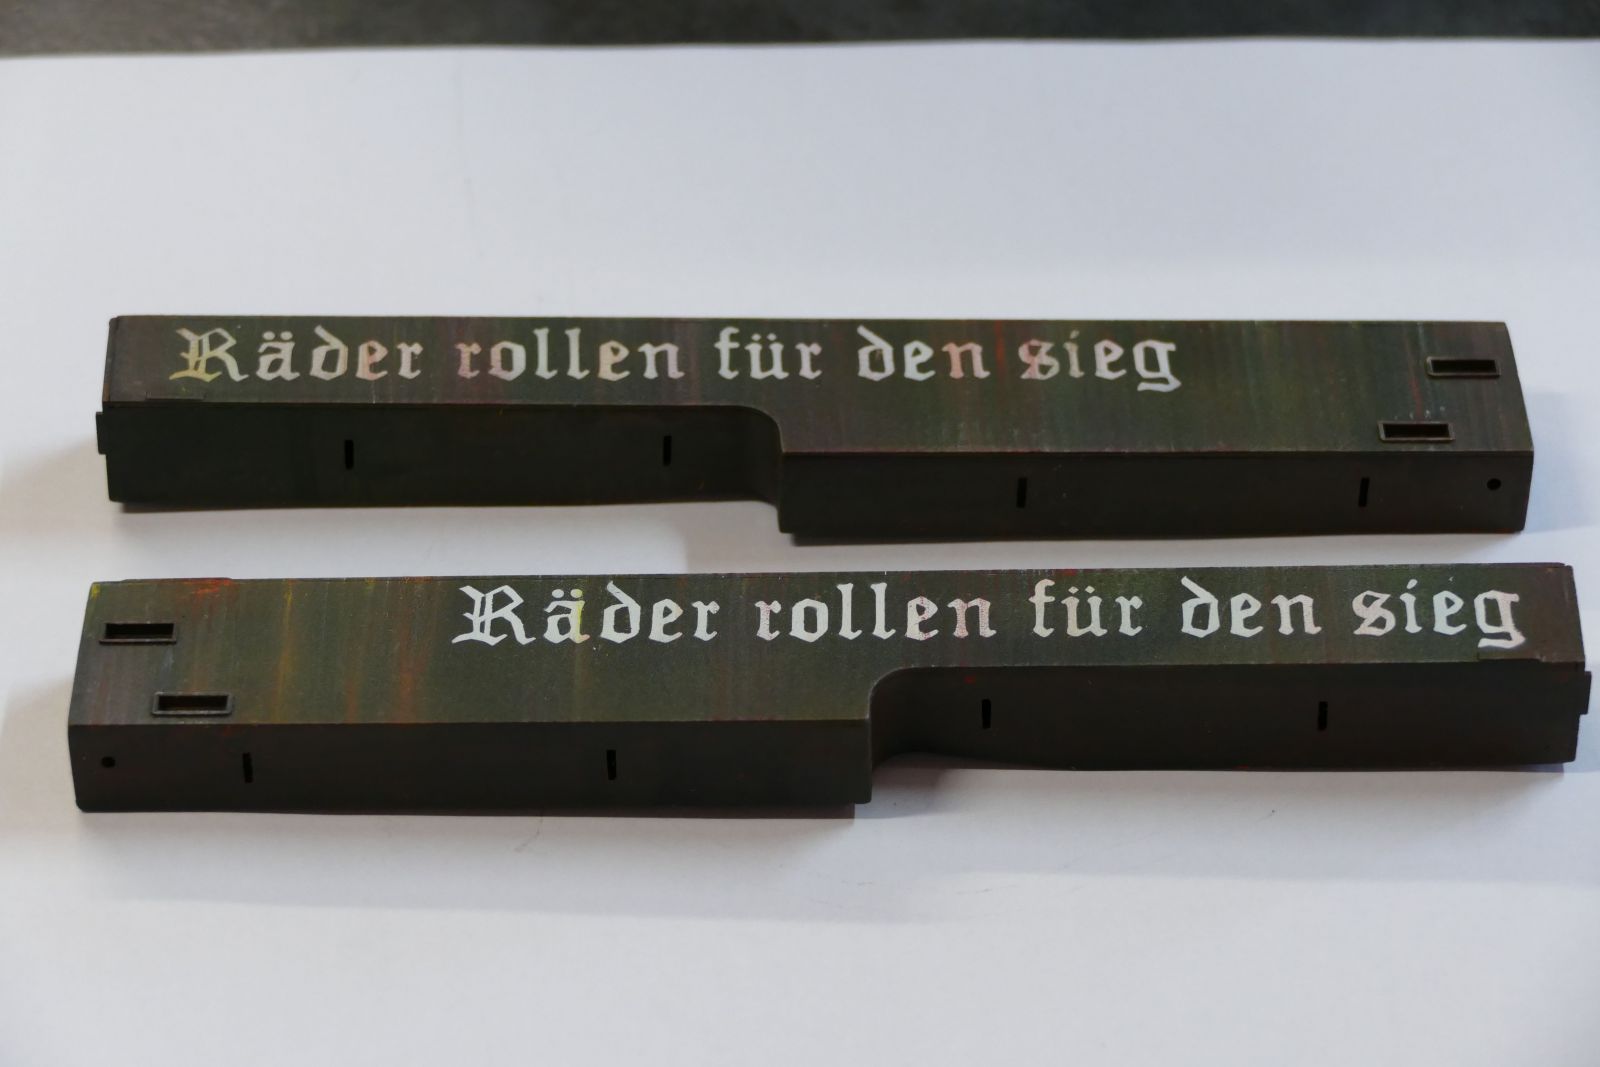 Räder rollen für den sieg
Räder rollen für den sieg